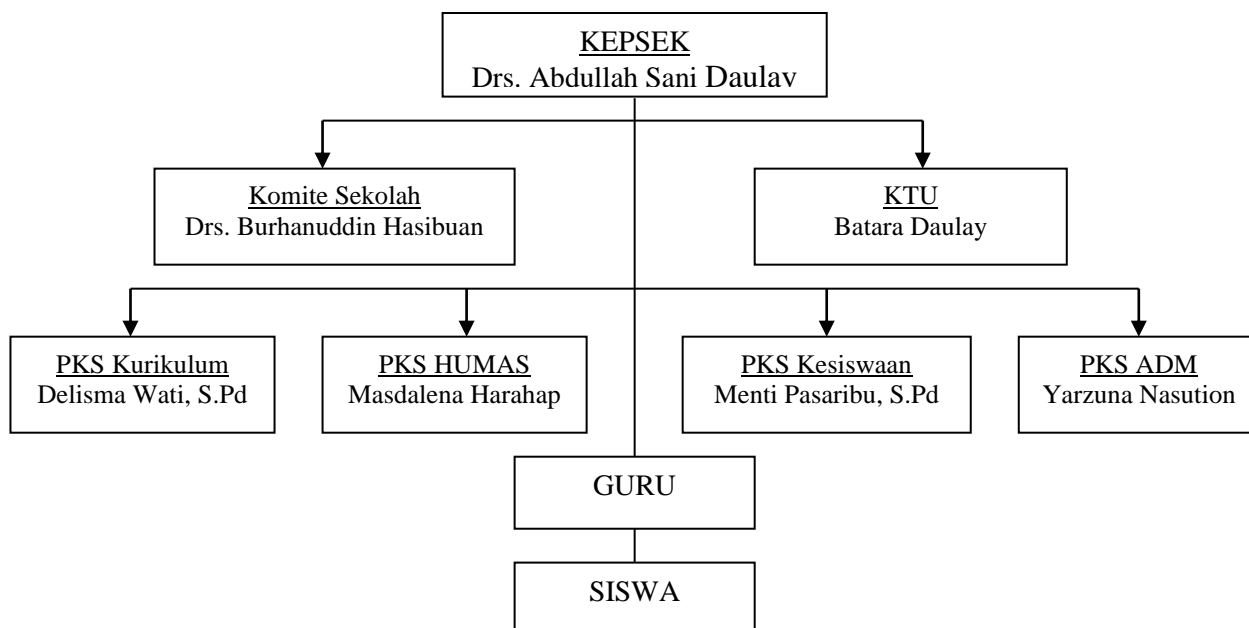 KEPSEK
Drs. Abdullah Sani Daulay
Komite Sekolah
Drs. Burhanuddin Hasibuan
KTU
Batara Daulay
PKS Kurikulum
Delisma Wati, S.Pd
PKS HUMAS
Masdalena Harahap
PKS Kesiswaan
Menti Pasaribu, S.Pd
PKS ADM
Yarzuna Nasution
GURU
SISWA